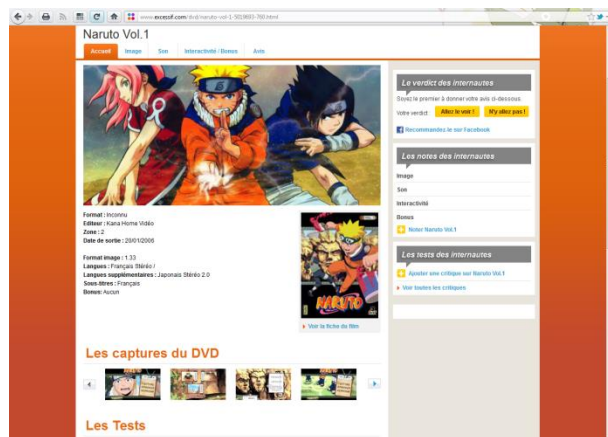 www.excessif.com/dvd/naruto-vol-1-5019693-760.html
Naruto Vol.1
Accueil
Image
Son
Interactivité / Bonus
Avis
Le verdict des internautes
Soyez le premier à donner votre avis ci-dessous.
Votre verdict: Allez le voir ! N'y allez pas !
Recommandez le sur Facebook
Les notes des internautes
Image
Son
Interactivité
Bonus
Noter Naruto Vol.1
Les tests des internautes
Ajouter une critique sur Naruto Vol.1
Voir toutes les critiques
Format : Inconnu
Editeur : Kana Home Vidéo
Zone : 2
Date de sortie : 20/01/2006
Format image : 1.33
Langues : Français Stéréo /
Langues supplémentaires : Japonais Stéréo 2.0
Sous-titres : Français
Bonus: Aucun
NARUTO
Voir la fiche du film
Les captures du DVD
Les Tests